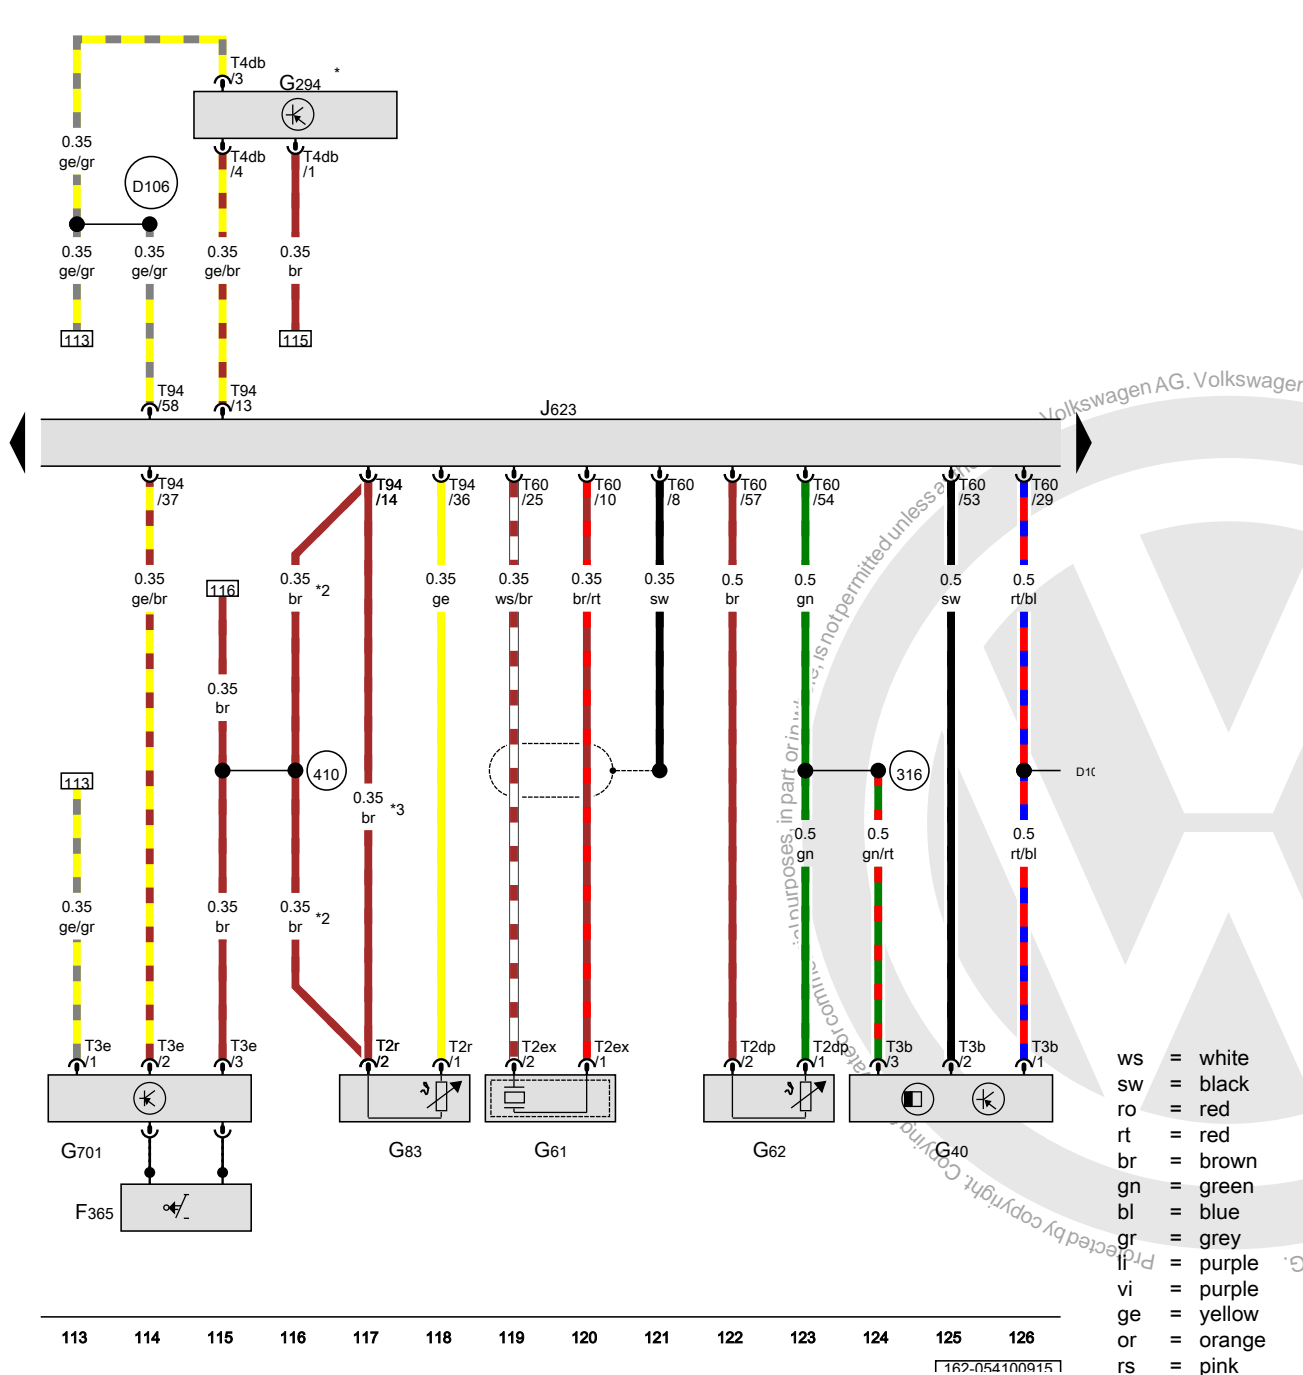 T4db
/3
G294 *
0.35
ge/gr
D106
T4db
/4
T4db
/1
0.35
ge/gr
0.35
ge/gr
0.35
ge/br
0.35
br
113
115
T94
/58
T94
/13
J623
T94
/37
T94
/14
T94
/36
T60
/25
T60
/10
T60
/8
T60
/57
T60
/54
T60
/53
T60
/29
0.35
ge/br
116
0.35
br
*2
0.35
ge
0.35
ws/br
0.35
br/rt
0.35
sw
0.5
br
0.5
gn
0.5
sw
0.5
rt/bl
0.35
br
113
410
316
0.35
br
*3
0.5
gn
0.5
gn/rt
0.5
rt/bl
0.35
ge/gr
0.35
br
0.35
br
*2
T3e
/1
T3e
/2
T3e
/3
T2r
/2
T2r
/1
T2ex
/2
T2ex
/1
T2dp
/2
T2dp
/1
T3b
/3
T3b
/2
T3b
/1
G701
G83
G61
G62
G40
F365
ws = white
sw = black
ro = red
rt = red
br = brown
gn = green
bl = blue
gr = grey
li = purple
vi = purple
ge = yellow
or = orange
rs = pink
113 114 115 116 117 118 119 120 121 122 123 124 125 126
162-054100915